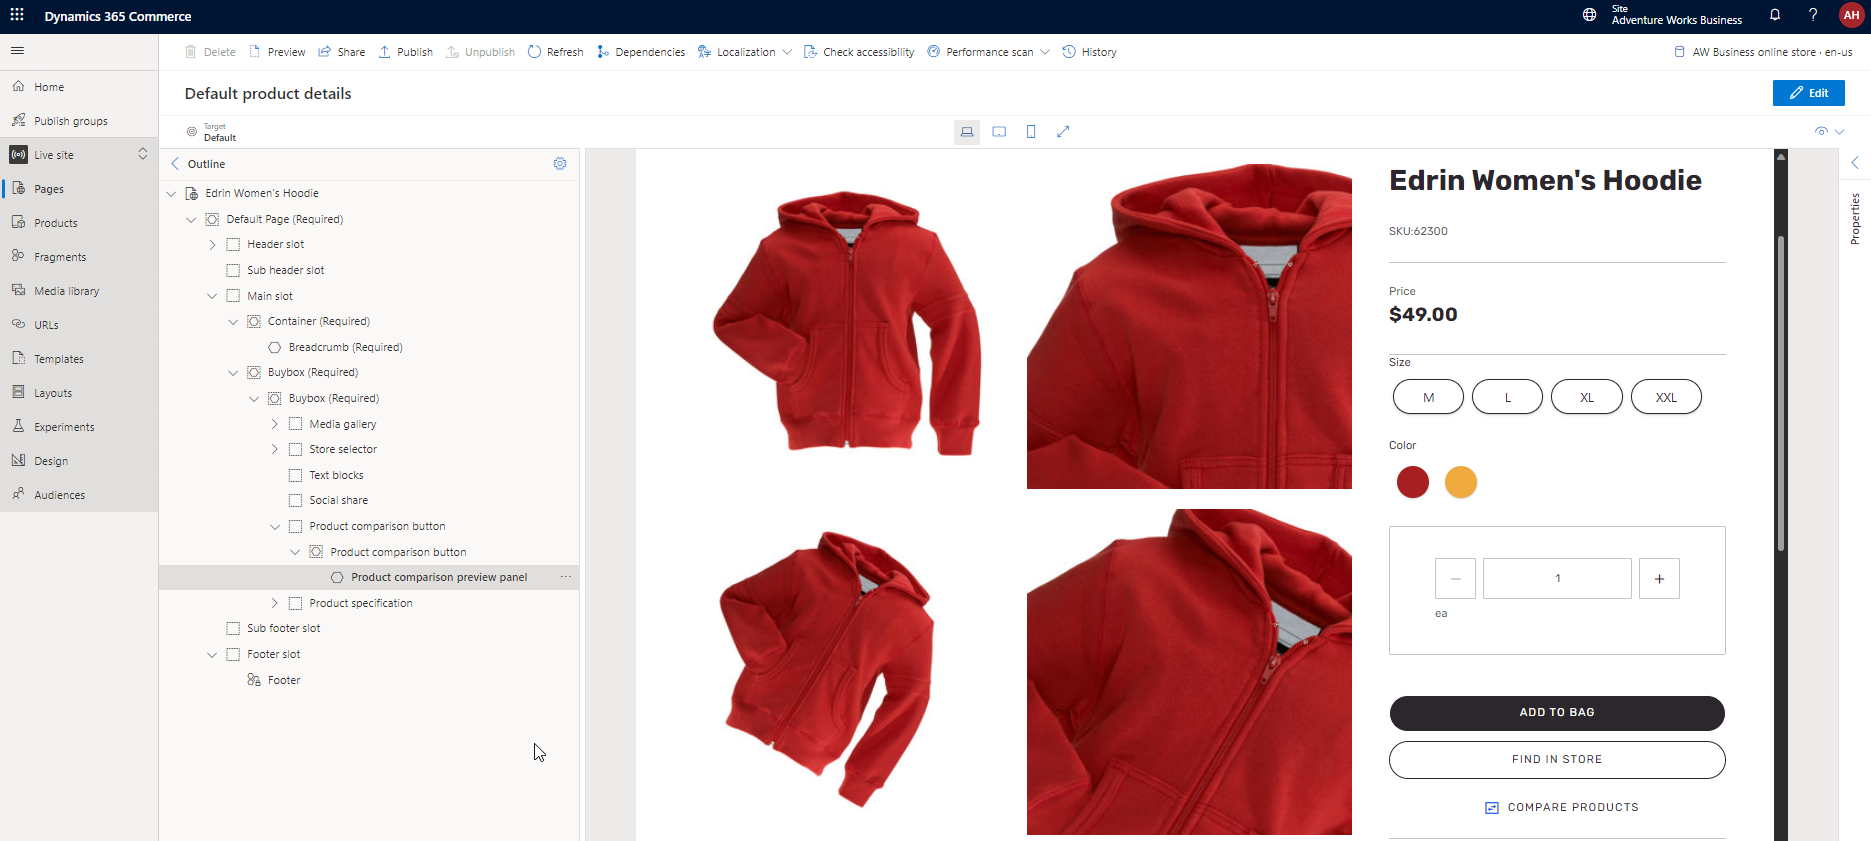 Dynamics 365 Commerce
Site
Adventure Works Business
?
AH
Delete
Preview
Share
Publish
Unpublish
Refresh
Dependencies
Localization
Check accessibility
Performance scan
History
AW Business online store · en-us
Home
Publish groups
Live site
Pages
Products
Fragments
Media library
URLs
Templates
Layouts
Experiments
Design
Audiences
Default product details
Edit
Target
Default
Outline
Edrin Women's Hoodie
Default Page (Required)
Header slot
Sub header slot
Main slot
Container (Required)
Breadcrumb (Required)
Buybox (Required)
Buybox (Required)
Media gallery
Store selector
Text blocks
Social share
Product comparison button
Product comparison button
Product comparison preview panel
...
Product specification
Sub footer slot
Footer slot
Footer
Edrin Women's Hoodie
SKU:62300
Price
$49.00
Size
M L XL XXL
Color
− 1 +
ea
ADD TO BAG
FIND IN STORE
COMPARE PRODUCTS
Properties